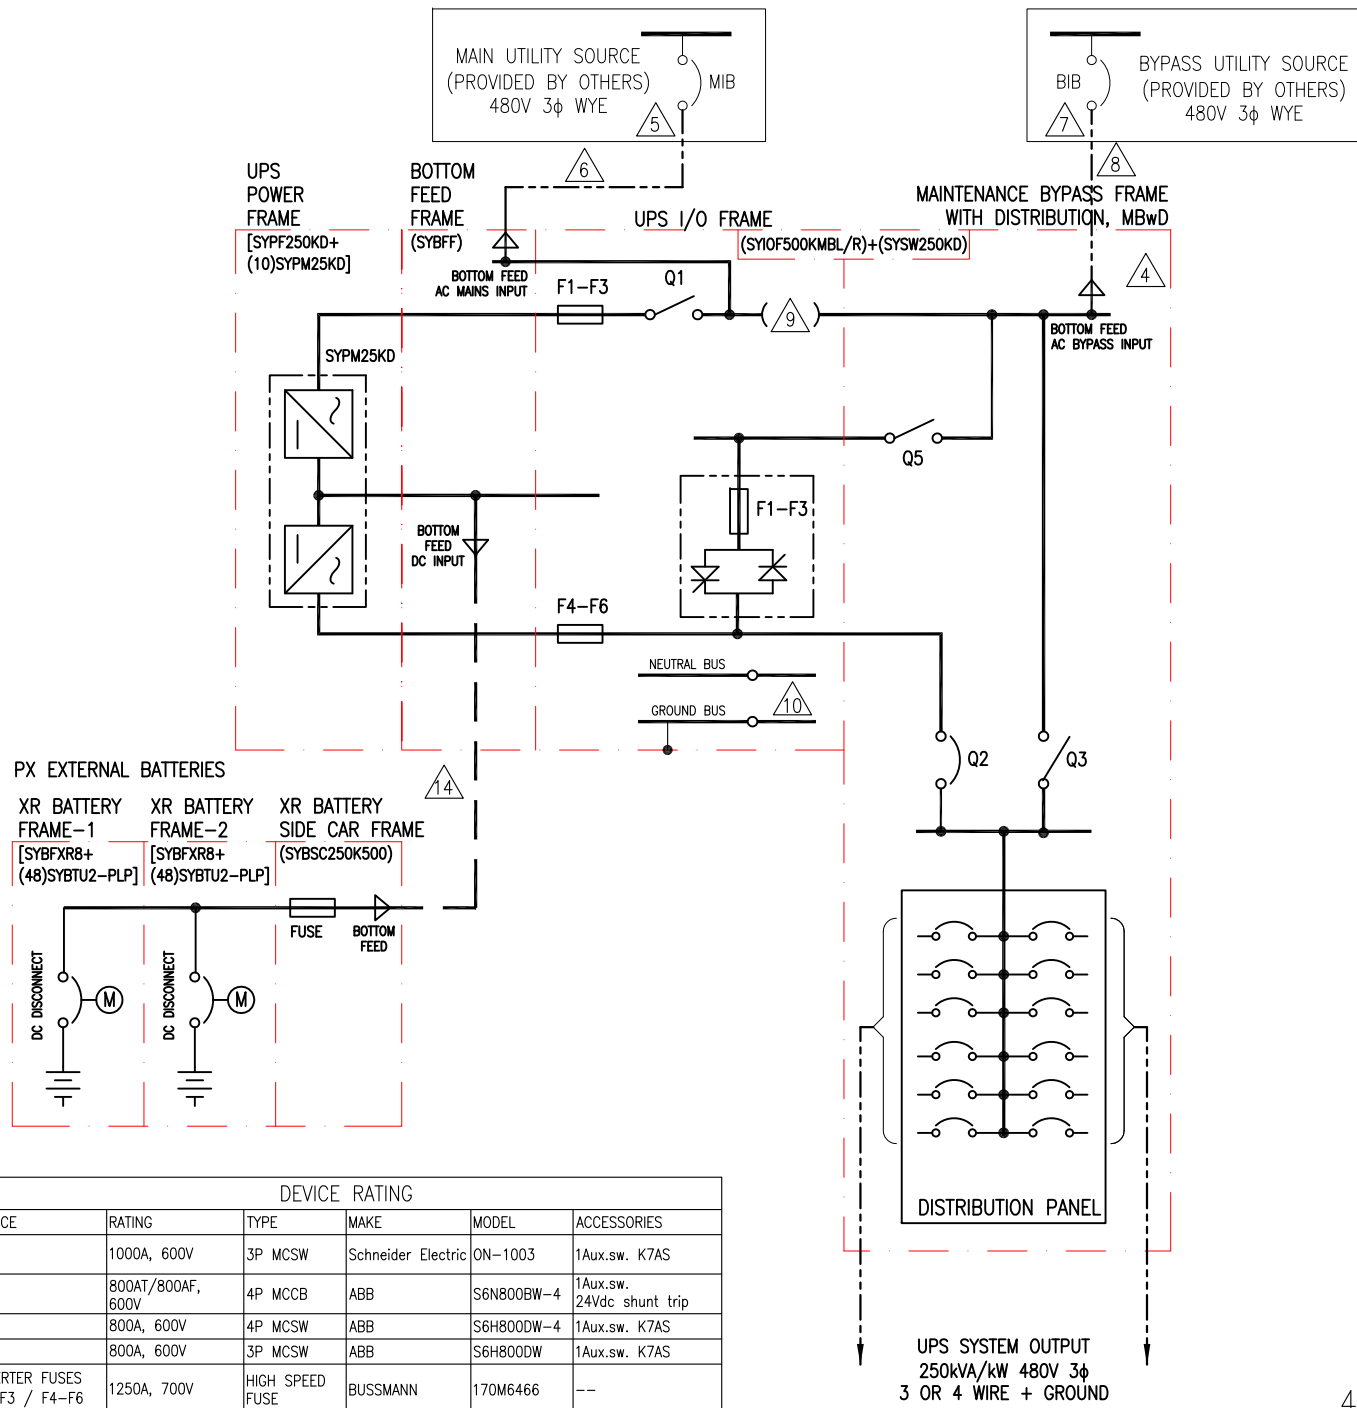 MAIN UTILITY SOURCE
(PROVIDED BY OTHERS)
480V 3ϕ WYE
MIB
5
BIB
BYPASS UTILITY SOURCE
(PROVIDED BY OTHERS)
480V 3ϕ WYE
7
6
8
UPS
POWER
FRAME
[SYPF250KD+
(10)SYPM25KD]
BOTTOM
FEED
FRAME
(SYBFF)
UPS I/O FRAME
(SYIOF500KMBL/R)+(SYSW250KD)
MAINTENANCE BYPASS FRAME
WITH DISTRIBUTION, MBwD
4
BOTTOM FEED
AC MAINS INPUT
F1-F3
Q1
9
BOTTOM FEED
AC BYPASS INPUT
SYPM25KD
Q5
F1-F3
BOTTOM
FEED
DC INPUT
F4-F6
NEUTRAL BUS
GROUND BUS
10
Q2
Q3
14
PX EXTERNAL BATTERIES
XR BATTERY
FRAME-1
[SYBFXR8+
(48)SYBTU2-PLP]
XR BATTERY
FRAME-2
[SYBFXR8+
(48)SYBTU2-PLP]
XR BATTERY
SIDE CAR FRAME
(SYBSC250K500)
FUSE
BOTTOM
FEED
DC DISCONNECT
M
DC DISCONNECT
M
DISTRIBUTION PANEL
UPS SYSTEM OUTPUT
250kVA/kW 480V 3ϕ
3 OR 4 WIRE + GROUND
DEVICE RATING
CE RATING TYPE MAKE MODEL ACCESSORIES
1000A, 600V 3P MCSW Schneider Electric ON-1003 1Aux.sw. K7AS
800AT/800AF,
600V 4P MCCB ABB S6N800BW-4 1Aux.sw.
24Vdc shunt trip
800A, 600V 4P MCSW ABB S6H800DW-4 1Aux.sw. K7AS
800A, 600V 3P MCSW ABB S6H800DW 1Aux.sw. K7AS
ERTER FUSES
F3 / F4-F6 1250A, 700V HIGH SPEED
FUSE BUSSMANN 170M6466 --
4